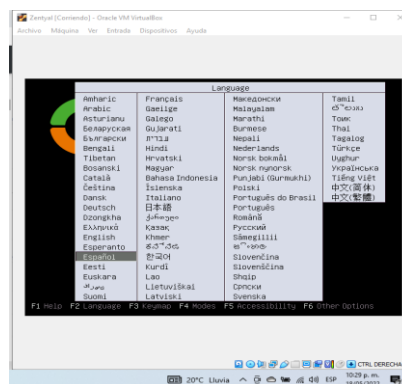 Zentyal [Corriendo] - Oracle VM VirtualBox
Archivo Máquina Ver Entrada Dispositivos Ayuda
Language
Amharic Français Македонски Tamil
Arabic Gaeilge Malayalam
Asturianu Galego Marathi
Беларуская Gujarati Burmese Thai
Български עברית Nepali Tagalog
Bengali Hindi Nederlands Türkçe
Tibetan Hrvatski Norsk bokmål Uyghur
Bosanski Magyar Norsk nynorsk Українська
Català Bahasa Indonesia Punjabi (Gurmukhi) Tiếng Việt
Čeština Íslenska Polski 中文(简体)
Dansk Italiano Português do Brasil 中文(繁體)
Deutsch 日本語 Português
Dzongkha ქართული Română
Ελληνικά Қазақ Русский
English Khmer Sámegillii
Esperanto
Español 한국어 Slovenčina
Eesti Kurdî Slovenščina
Euskara Lao Shqip
Lietuviškai Српски
Suomi Latviski Svenska
F1 Help F2 Language F3 Keymap F4 Modes F5 Accessibility F6 Other Options
CTRL DERECHA
20°C Lluvia ESP 10:29 p. m.